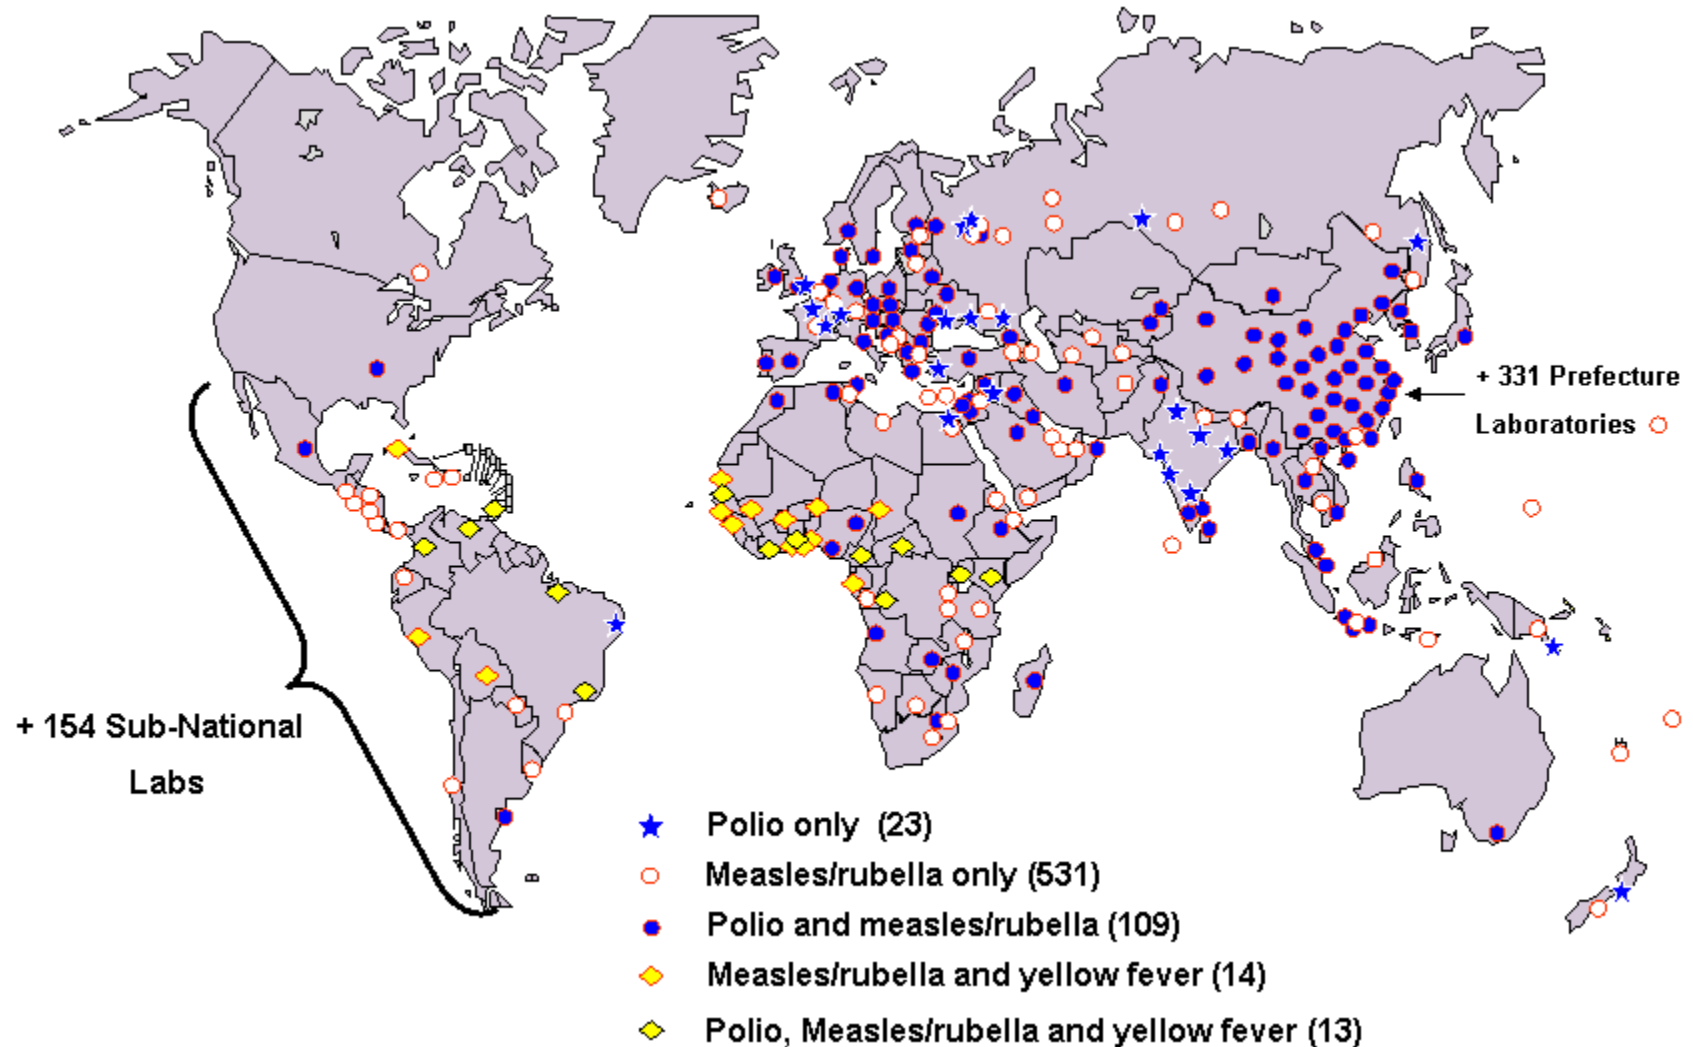 + 331 Prefecture
Laboratories
+ 154 Sub-National
Labs
Polio only (23)
Measles/rubella only (531)
Polio and measles/rubella (109)
Measles/rubella and yellow fever (14)
Polio, Measles/rubella and yellow fever (13)